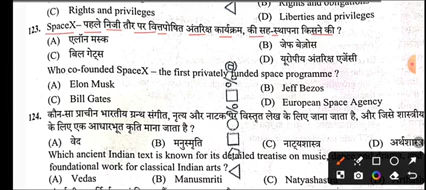 (C) Rights and privileges
(D) Liberties and privileges
123. SpaceX– पहले निजी तौर पर वित्तपोषित अंतरिक्ष कार्यक्रम, की सह-स्थापना किसने की ?
(A) एलॉन मस्क
(B) जेफ बेज़ोस
(C) बिल गेट्स
(D) यूरोपीय अंतरिक्ष एजेंसी
Who co-founded SpaceX – the first privately funded space programme ?
(A) Elon Musk
(B) Jeff Bezos
(C) Bill Gates
(D) European Space Agency
124. कौन-सा प्राचीन भारतीय ग्रन्थ संगीत, नृत्य और नाटक पर विस्तृत लेख के लिए जाना जाता है, और जिसे शास्त्रीय
के लिए एक आधारभूत कृति माना जाता है ?
(A) वेद
(B) मनुस्मृति
(C) नाट्यशास्त्र
(D) अर्थशास्त्र
Which ancient Indian text is known for its detailed treatise on music,
foundational work for classical Indian arts ?
(A) Vedas
(B) Manusmriti
(C) Natyashast